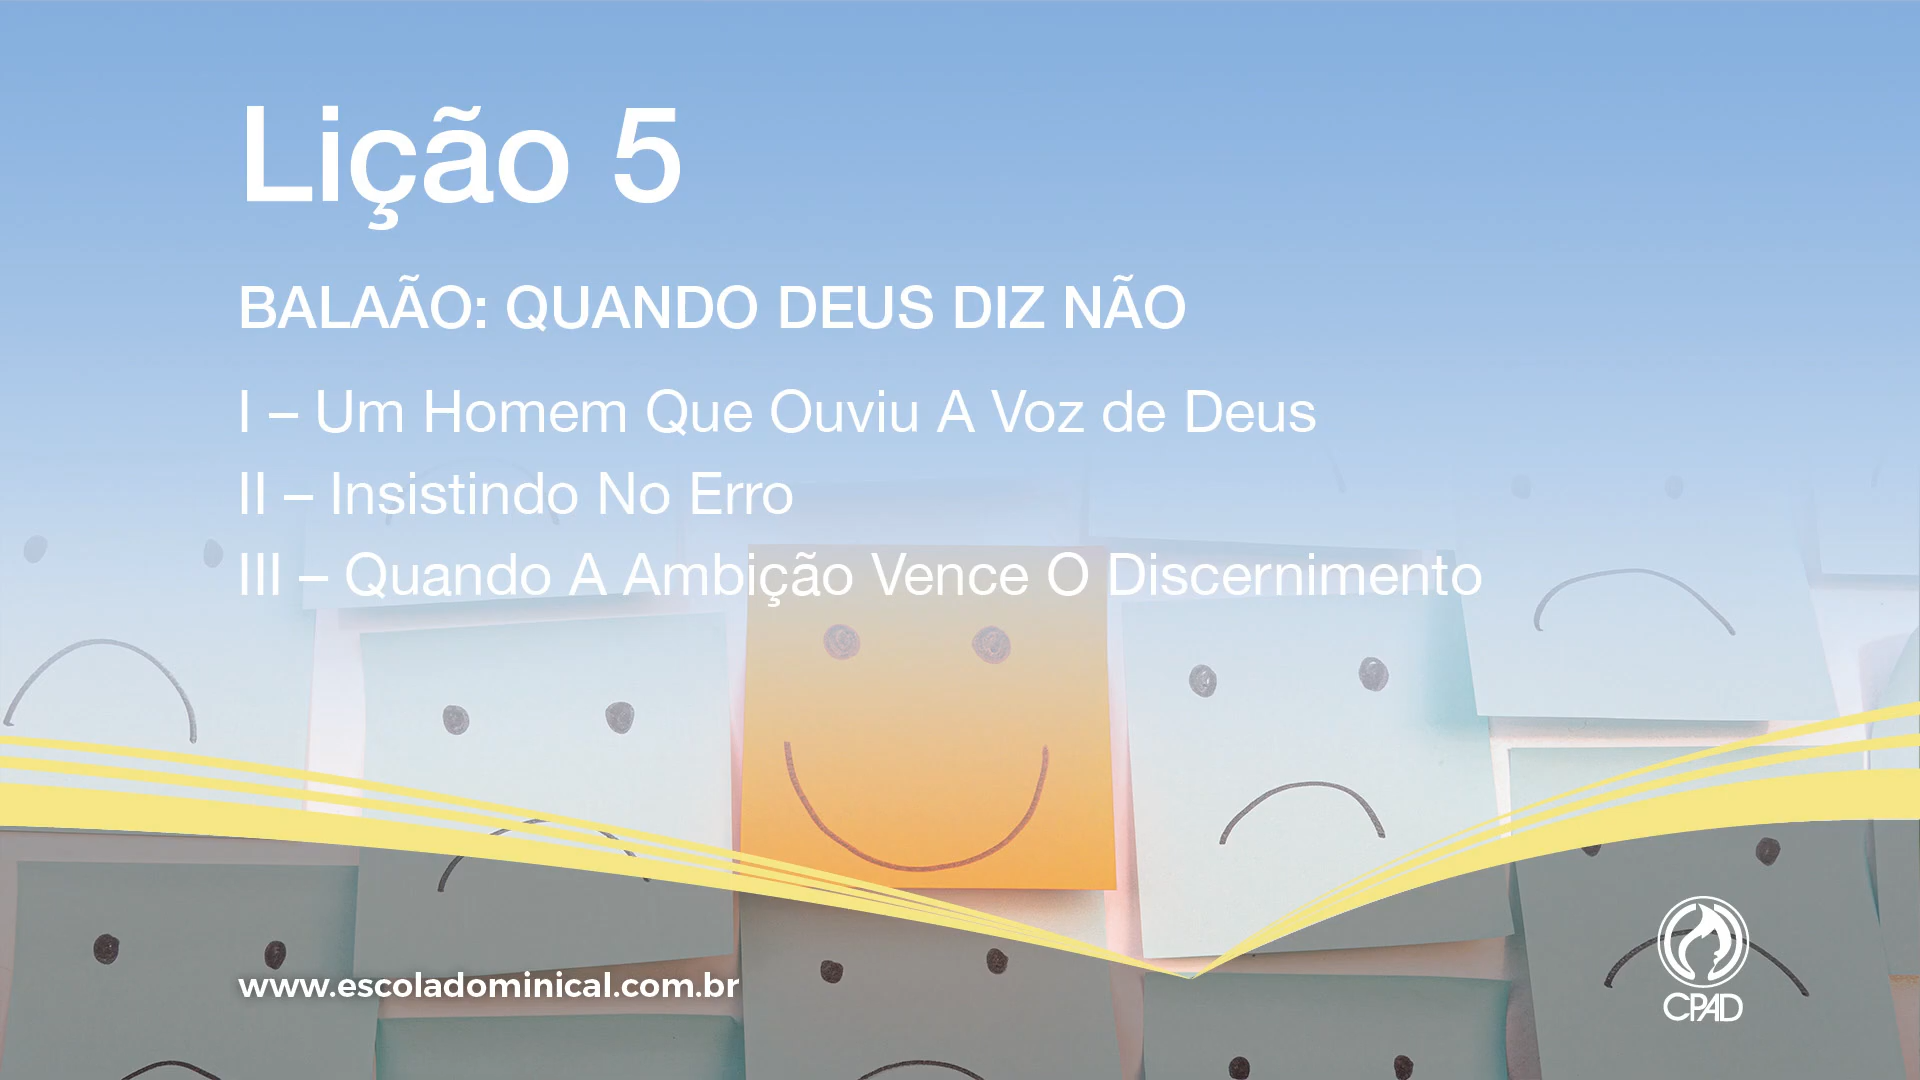 Lição 5
BALAÃO: QUANDO DEUS DIZ NÃO
I – Um Homem Que Ouviu A Voz de Deus
II – Insistindo No Erro
III – Quando A Ambição Vence O Discernimento
www.escoladominical.com.br
CPAD